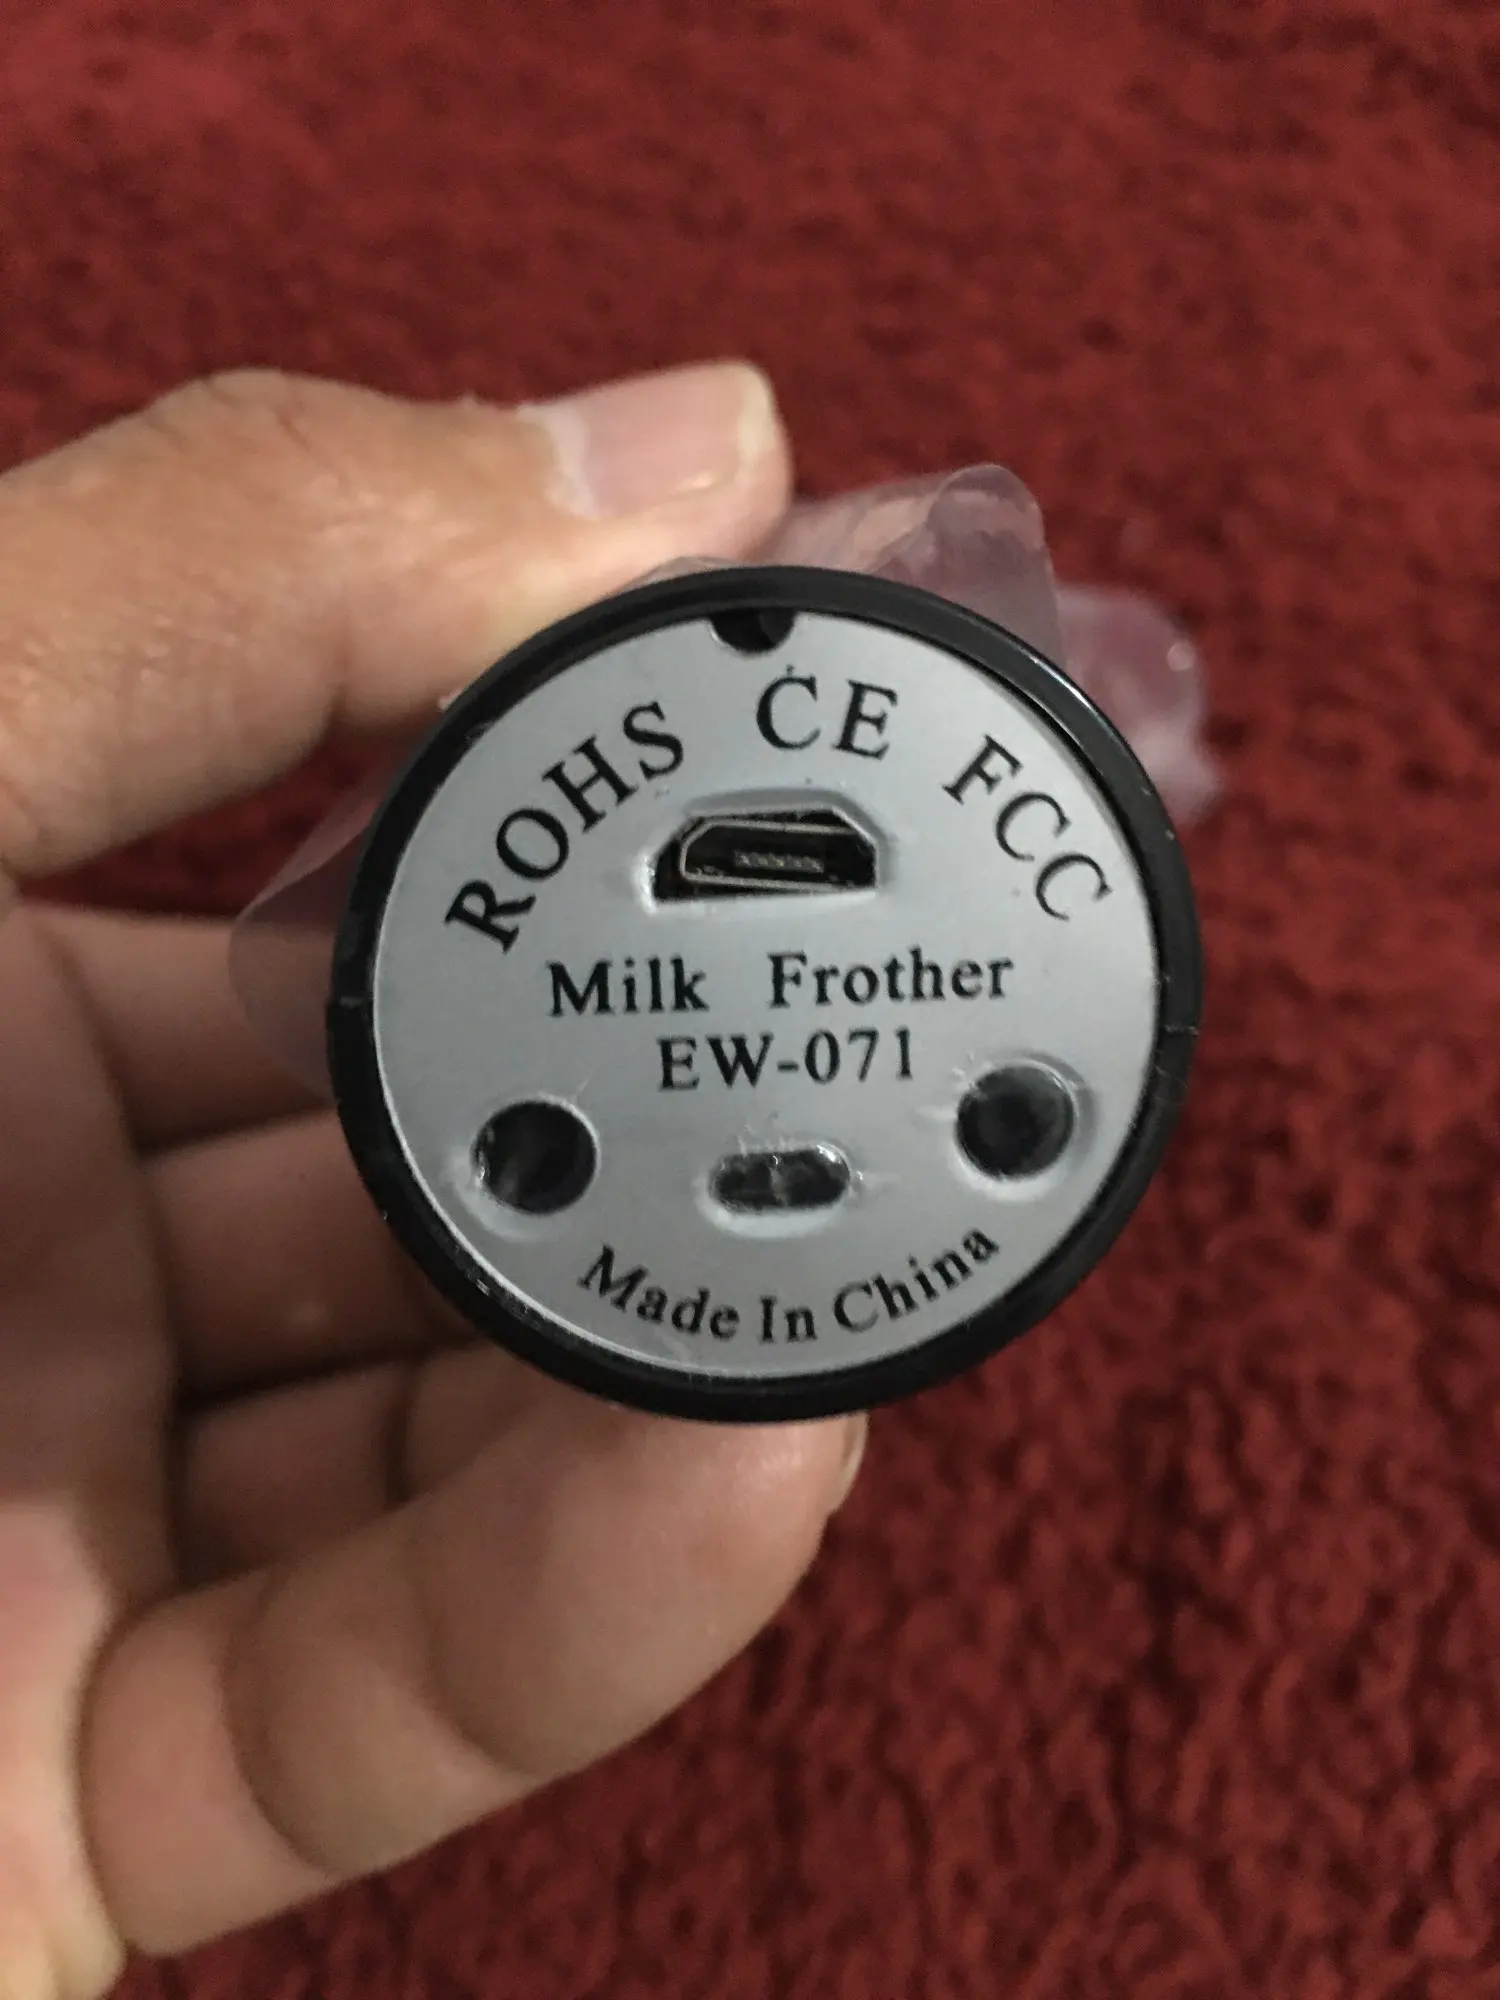 ROHS CE FCC
Milk Frother
EW-071
Made In China